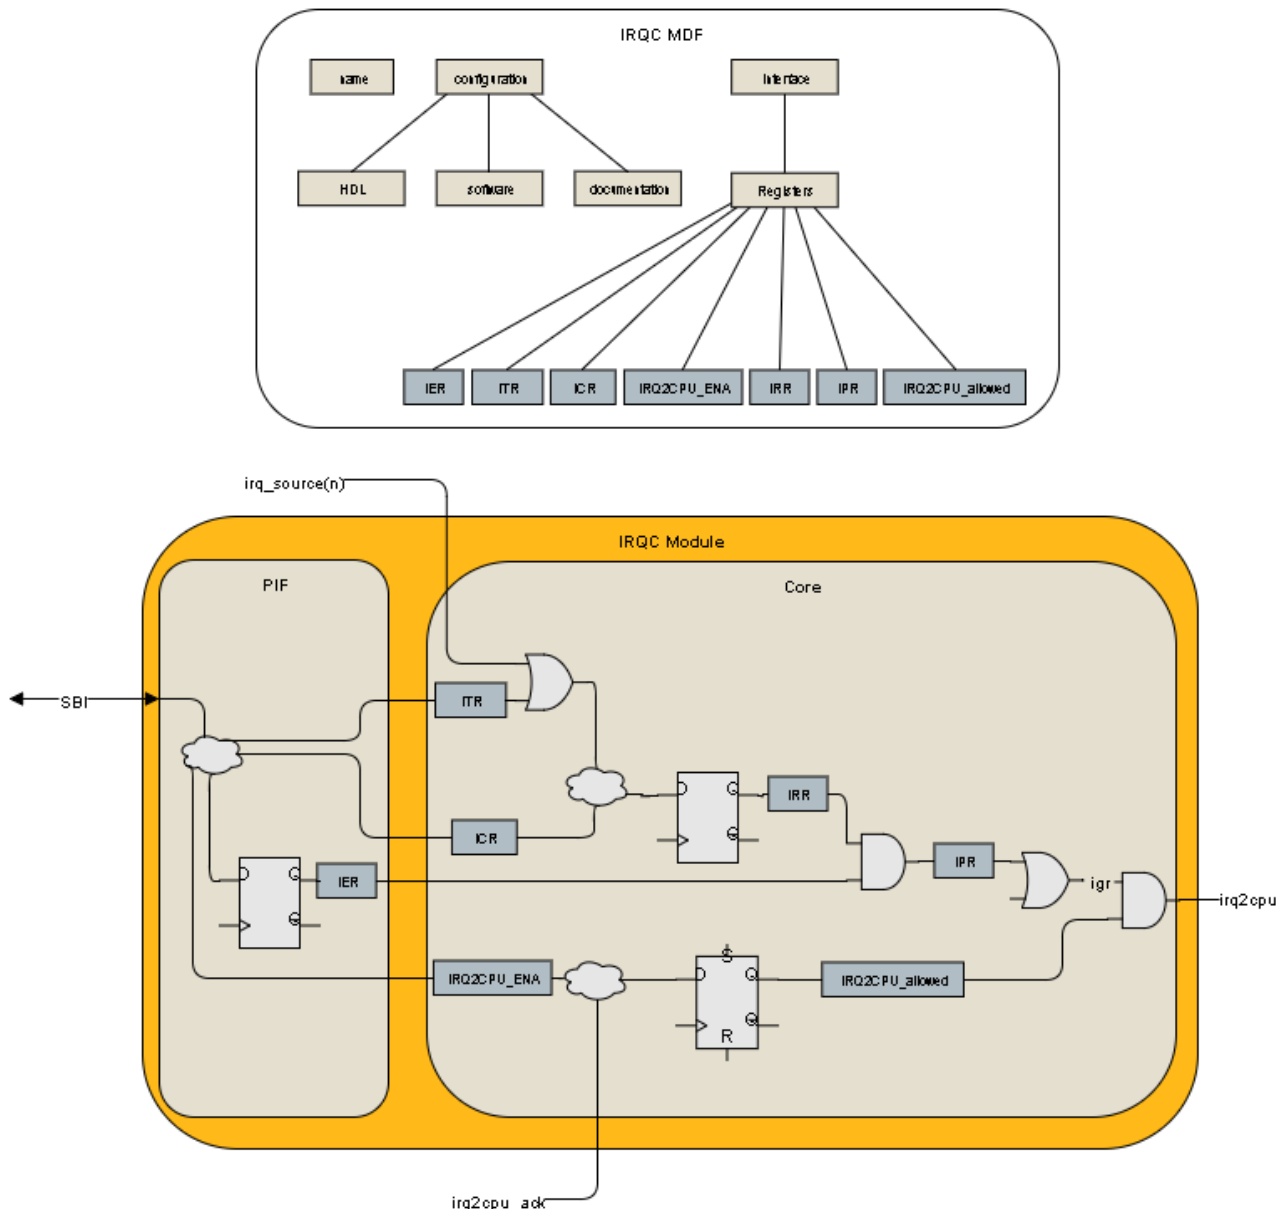 IRQC MDF
name
configuration
Interface
HDL
software
documentation
Registers
IER
ITR
ICR
IRQ2CPU_ENA
IRR
IPR
IRQ2CPU_allowed
irq_source(n)
IRQC Module
PIF
Core
SBI
ITR
IRR
ICR
IER
IPR
igr
irq2cpu
S
IRQ2CPU_ENA
IRQ2CPU_allowed
R
irq2cpu_ack